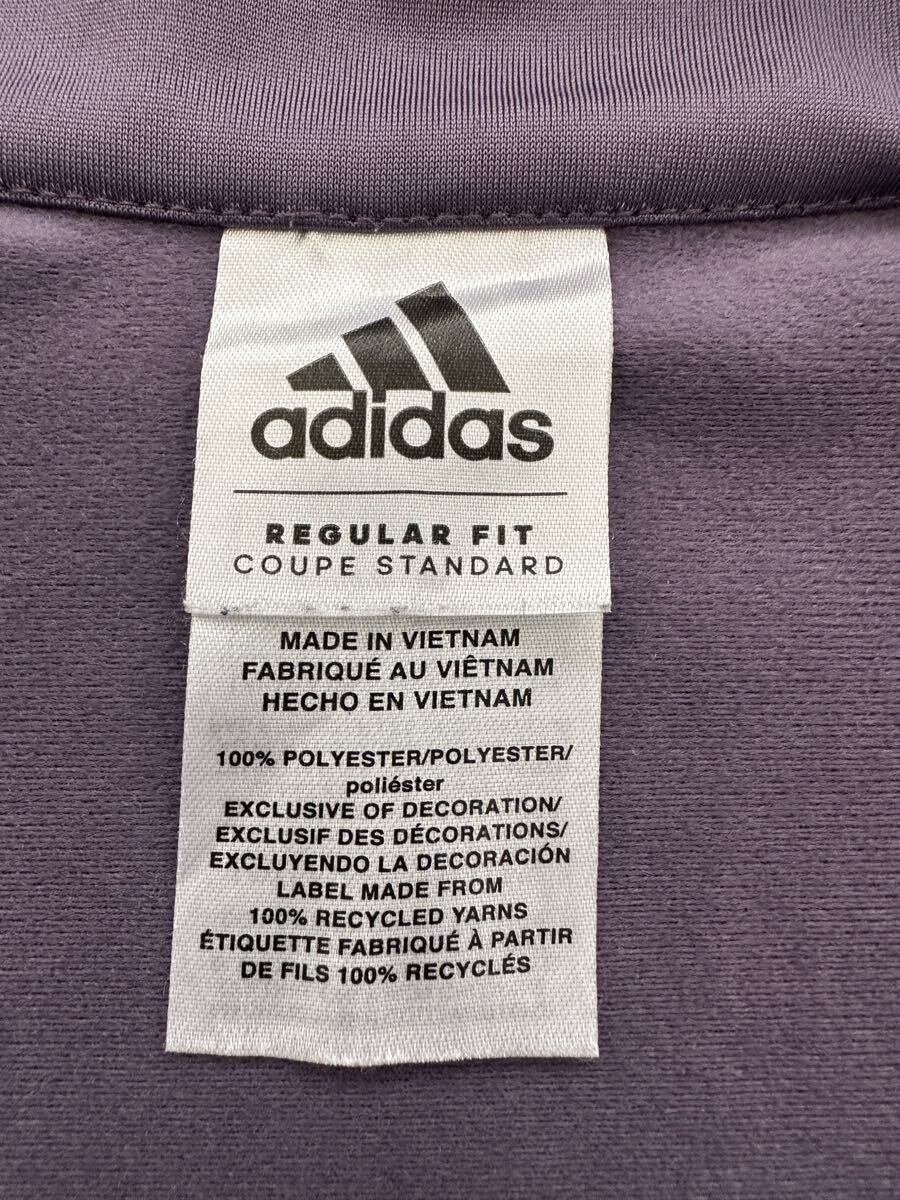 adidas
REGULAR FIT
COUPE STANDARD
MADE IN VIETNAM
FABRIQUÉ AU VIÊTNAM
HECHO EN VIETNAM
100% POLYESTER/POLYESTER/
poliéster
EXCLUSIVE OF DECORATION/
EXCLUSIF DES DÉCORATIONS/
EXCLUYENDO LA DECORACIÓN
LABEL MADE FROM
100% RECYCLED YARNS
ÉTIQUETTE FABRIQUÉ À PARTIR
DE FILS 100% RECYCLÉS